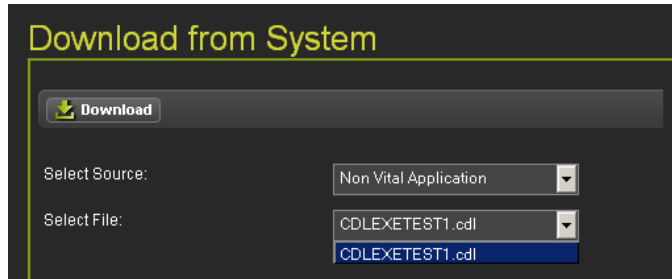 Download from System
Download
Select Source: Non Vital Application
Select File: CDLEXETEST1.cdl
CDLEXETEST1.cdl